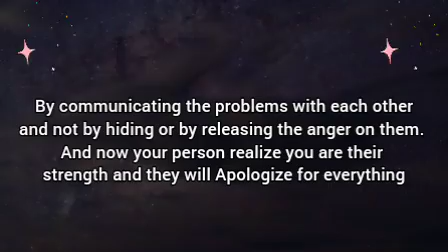 By communicating the problems with each other
and not by hiding or by releasing the anger on them.
And now your person realize you are their
strength and they will Apologize for everything